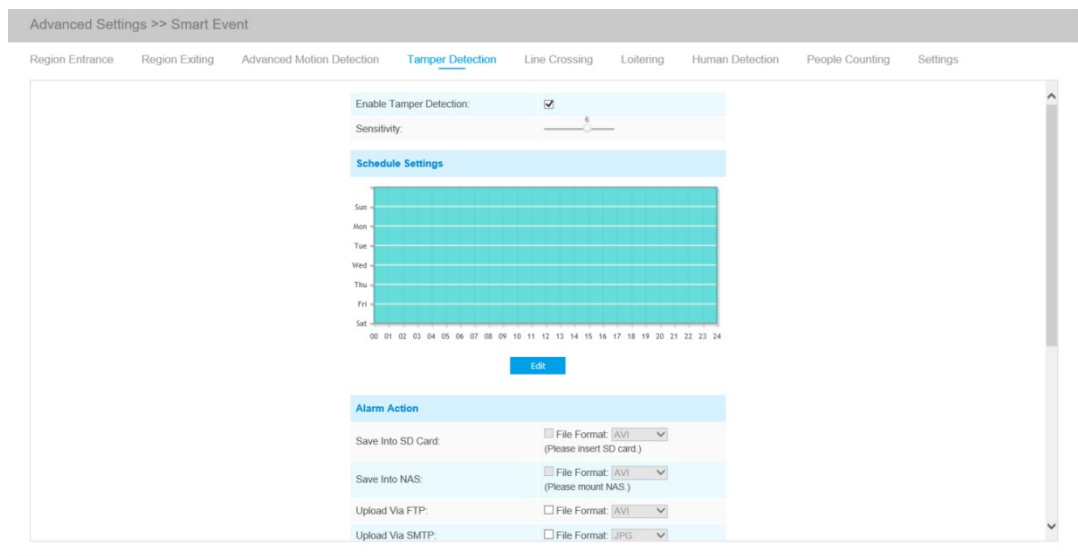 Advanced Settings >> Smart Event
Region Entrance Region Exiting Advanced Motion Detection Tamper Detection Line Crossing Loitering Human Detection People Counting Settings
Enable Tamper Detection:
6
Sensitivity:
Schedule Settings
Sun
Mon
Tue
Wed
Thu
Fri
Sat
00 01 02 03 04 05 06 07 08 09 10 11 12 13 14 15 16 17 18 19 20 21 22 23 24
Edit
Alarm Action
Save Into SD Card: File Format: AVI
(Please insert SD card.)
Save Into NAS: File Format: AVI
(Please mount NAS.)
Upload Via FTP: File Format: AVI
Upload Via SMTP: File Format: JPG